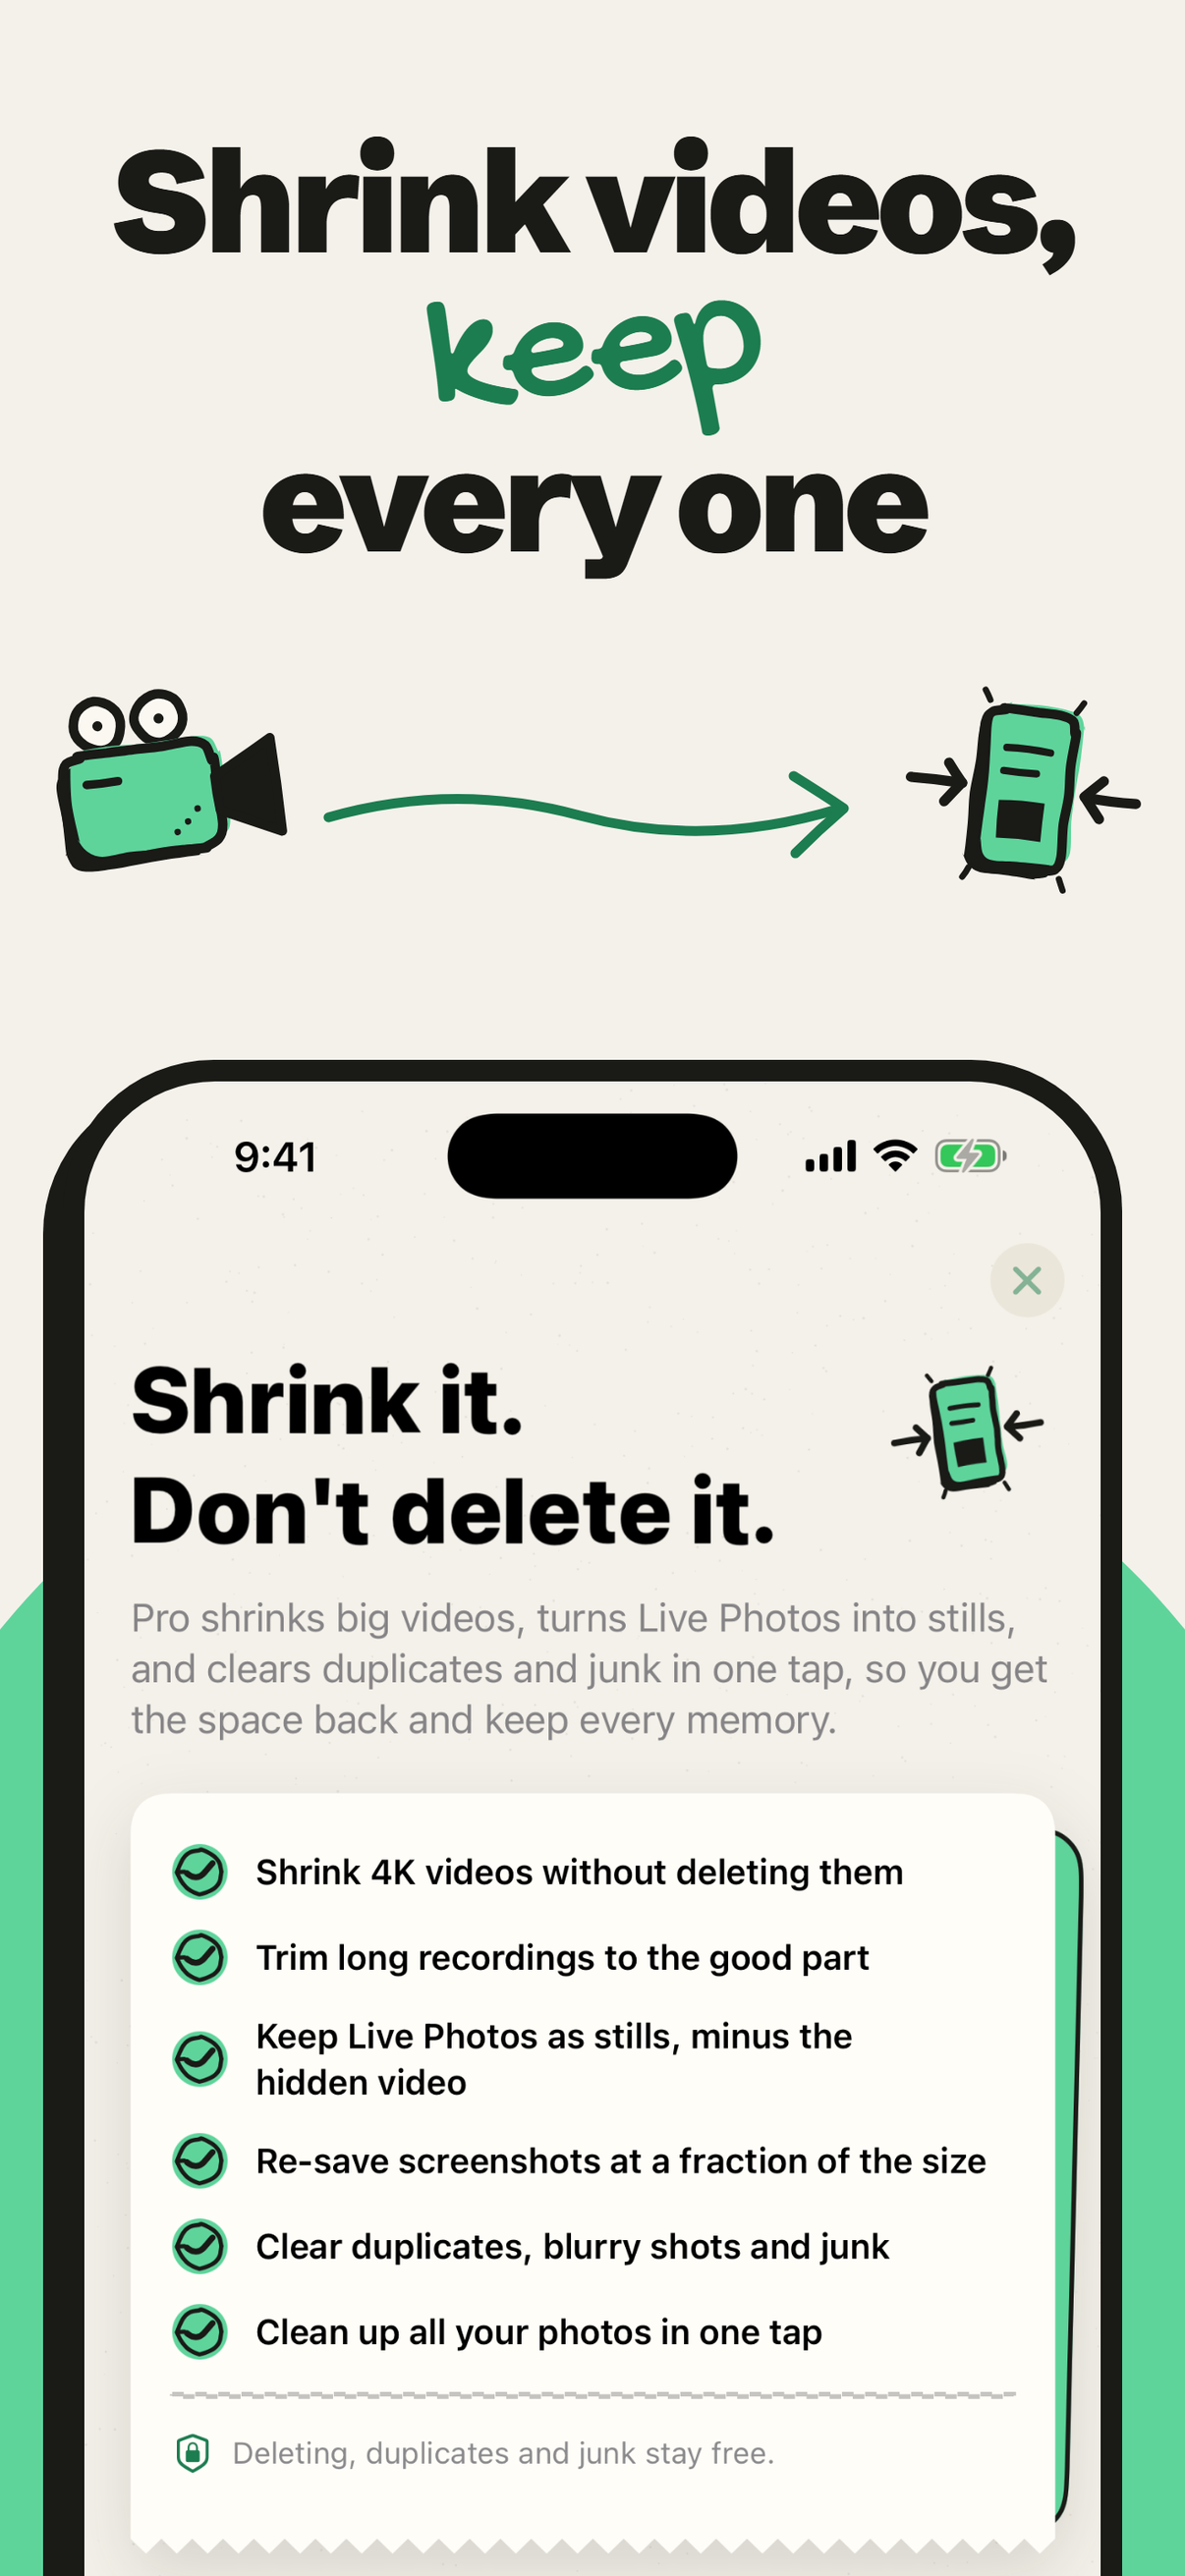 Shrink videos,
keep
every one
9:41
Shrink it.
Don't delete it.
Pro shrinks big videos, turns Live Photos into stills,
and clears duplicates and junk in one tap, so you get
the space back and keep every memory.
Shrink 4K videos without deleting them
Trim long recordings to the good part
Keep Live Photos as stills, minus the
hidden video
Re-save screenshots at a fraction of the size
Clear duplicates, blurry shots and junk
Clean up all your photos in one tap
Deleting, duplicates and junk stay free.